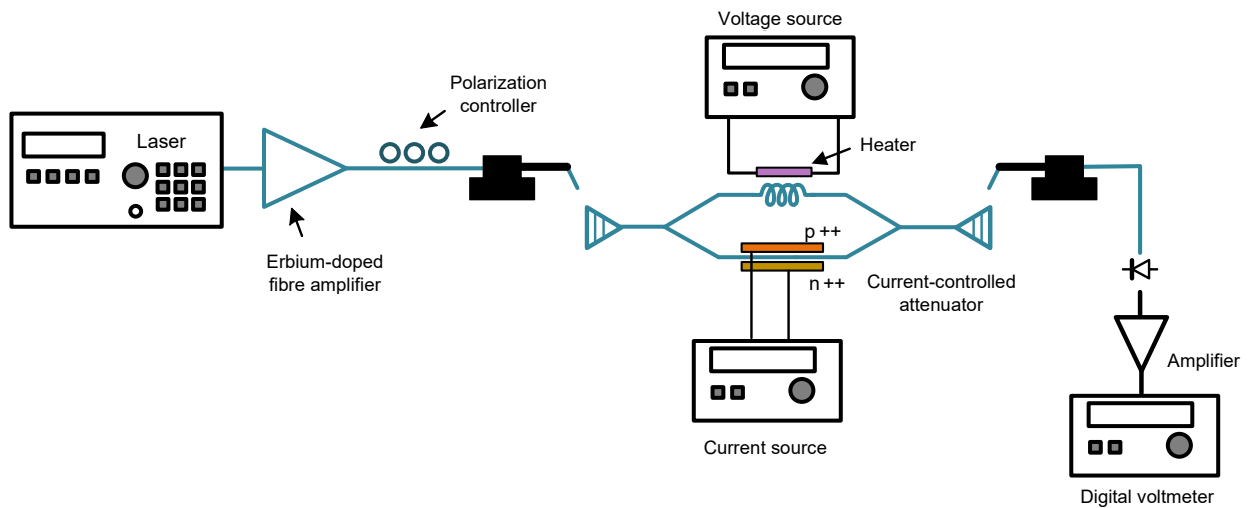 Voltage source
Polarization
controller
Laser
Heater
Erbium-doped
fibre amplifier
p ++
n ++
Current-controlled
attenuator
Amplifier
Current source
Digital voltmeter